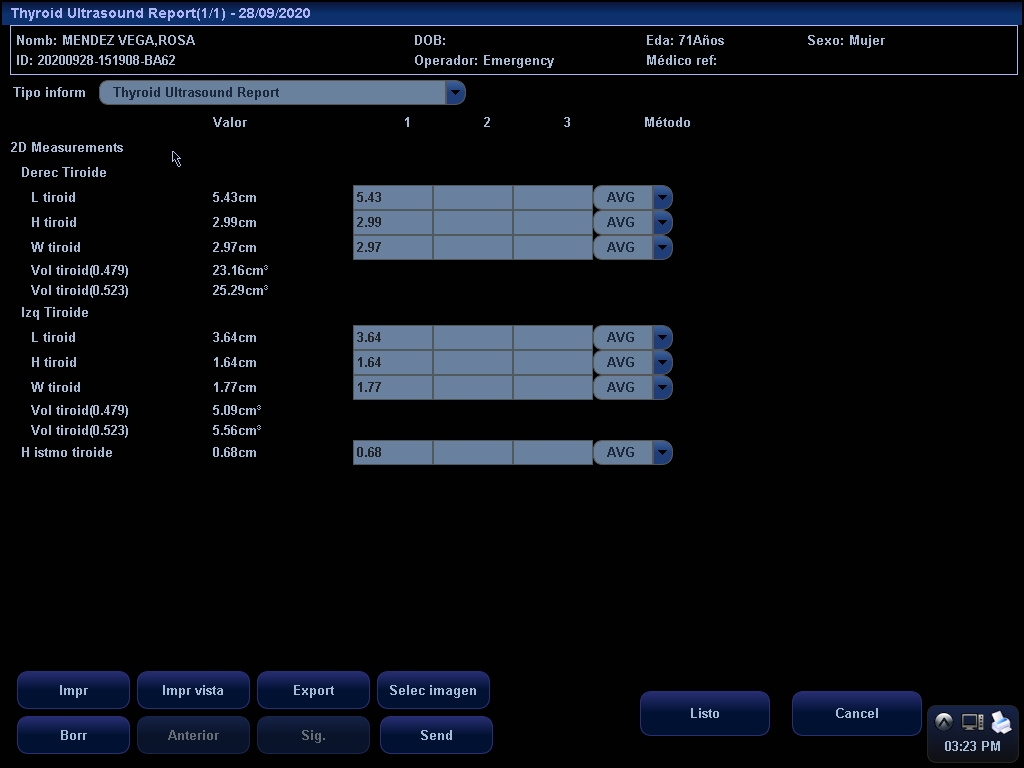 Thyroid Ultrasound Report(1/1) - 28/09/2020
Nomb: MENDEZ VEGA,ROSA DOB: Eda: 71Años Sexo: Mujer
ID: 20200928-151908-BA62 Operador: Emergency Médico ref:
Tipo inform Thyroid Ultrasound Report
Valor 1 2 3 Método
2D Measurements
Derec Tiroide
L tiroid 5.43cm 5.43 AVG
H tiroid 2.99cm 2.99 AVG
W tiroid 2.97cm 2.97 AVG
Vol tiroid(0.479) 23.16cm³
Vol tiroid(0.523) 25.29cm³
Izq Tiroide
L tiroid 3.64cm 3.64 AVG
H tiroid 1.64cm 1.64 AVG
W tiroid 1.77cm 1.77 AVG
Vol tiroid(0.479) 5.09cm³
Vol tiroid(0.523) 5.56cm³
H istmo tiroide 0.68cm 0.68 AVG
Impr Impr vista Export Selec imagen
Listo Cancel
Borr Anterior Sig. Send
03:23 PM